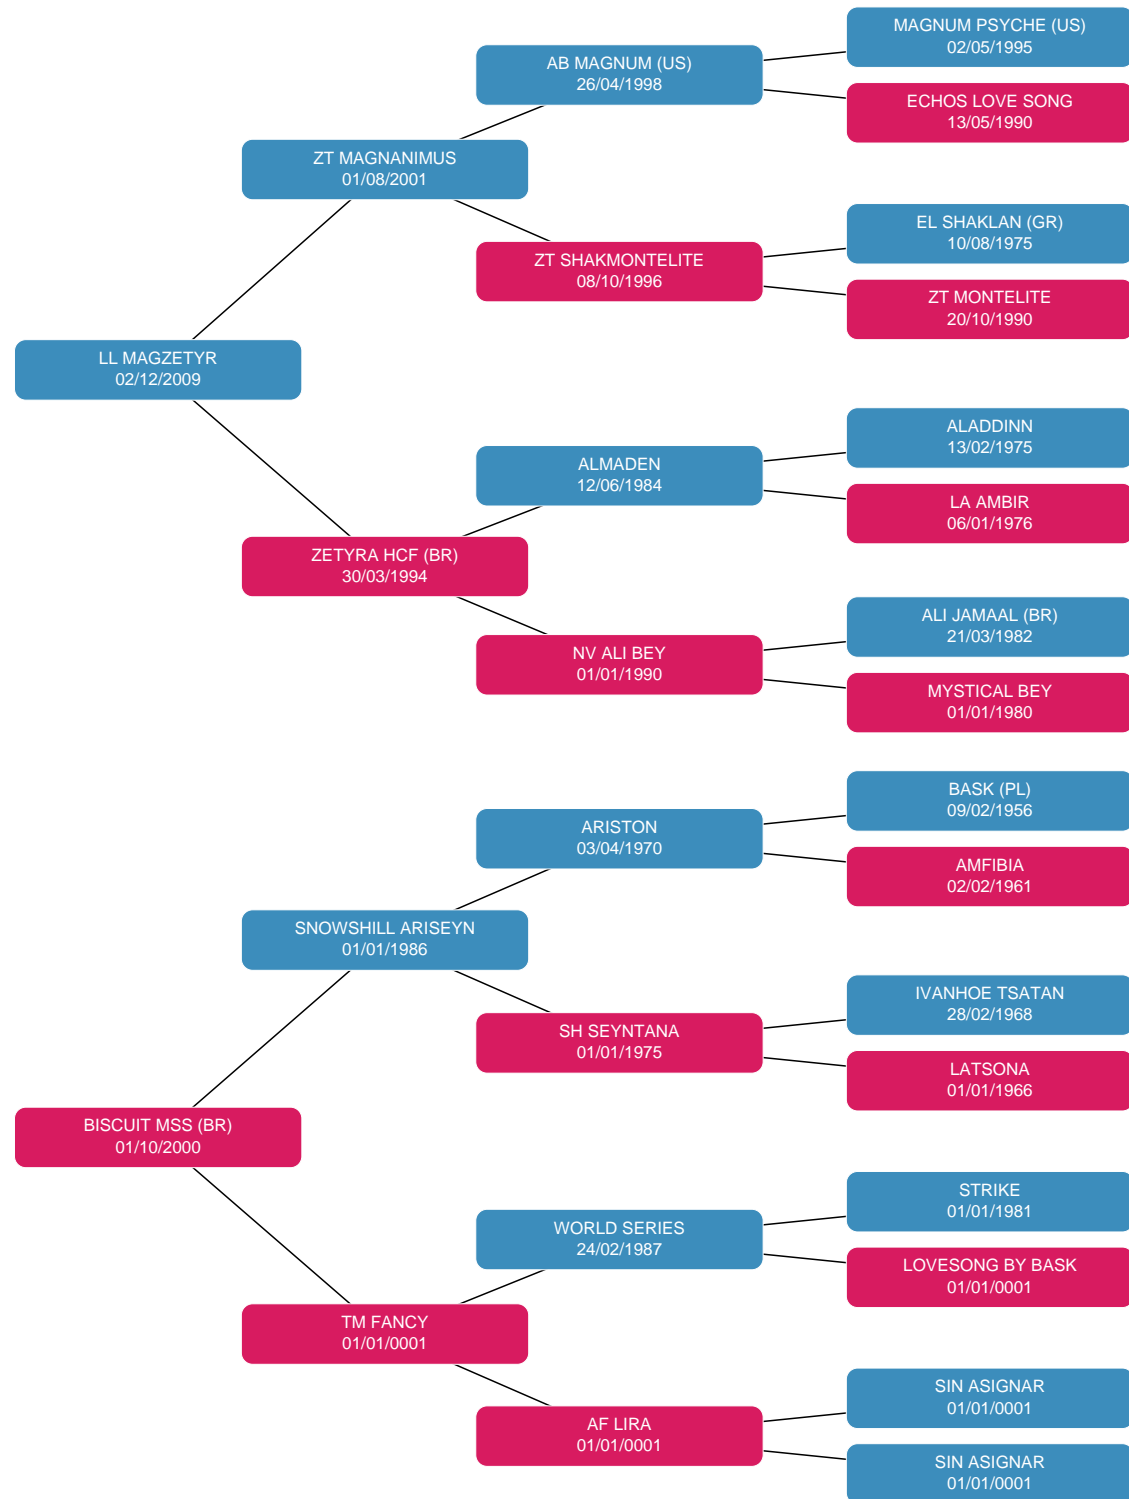 MAGNUM PSYCHE (US)
02/05/1995
AB MAGNUM (US)
26/04/1998
ECHOS LOVE SONG
13/05/1990
ZT MAGNANIMUS
01/08/2001
EL SHAKLAN (GR)
10/08/1975
ZT SHAKMONTELITE
08/10/1996
ZT MONTELITE
20/10/1990
LL MAGZETYR
02/12/2009
ALADDINN
13/02/1975
ALMADEN
12/06/1984
LA AMBIR
06/01/1976
ZETYRA HCF (BR)
30/03/1994
ALI JAMAAL (BR)
21/03/1982
NV ALI BEY
01/01/1990
MYSTICAL BEY
01/01/1980
BASK (PL)
09/02/1956
ARISTON
03/04/1970
AMFIBIA
02/02/1961
SNOWSHILL ARISEYN
01/01/1986
IVANHOE TSATAN
28/02/1968
SH SEYNTANA
01/01/1975
LATSONA
01/01/1966
BISCUIT MSS (BR)
01/10/2000
STRIKE
01/01/1981
WORLD SERIES
24/02/1987
LOVESONG BY BASK
01/01/0001
TM FANCY
01/01/0001
SIN ASIGNAR
01/01/0001
AF LIRA
01/01/0001
SIN ASIGNAR
01/01/0001